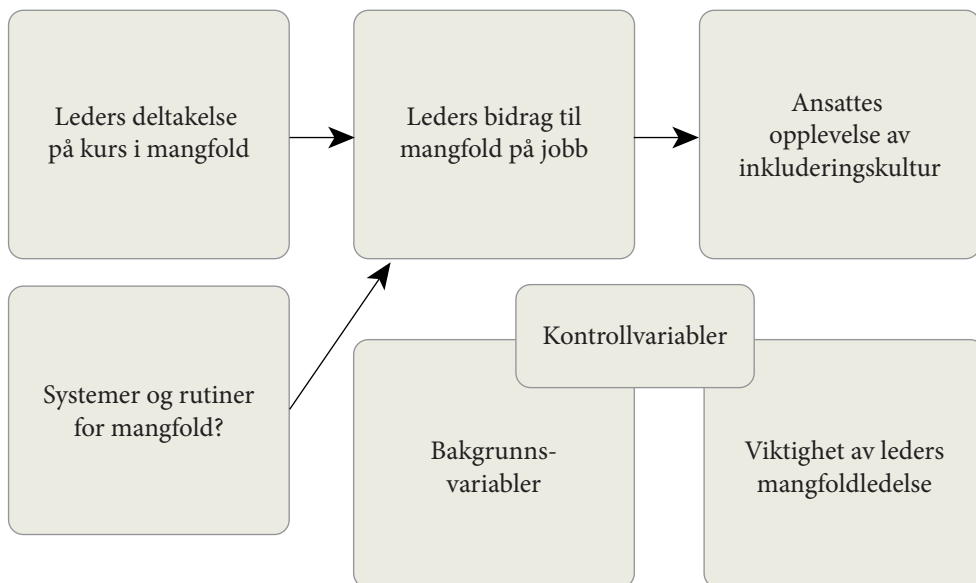 Leders deltakelse
på kurs i mangfold
Leders bidrag til
mangfold på jobb
Ansattes
opplevelse av
inkluderingskultur
Systemer og rutiner
for mangfold?
Kontrollvariabler
Bakgrunns-
variabler
Viktighet av leders
mangfoldledelse